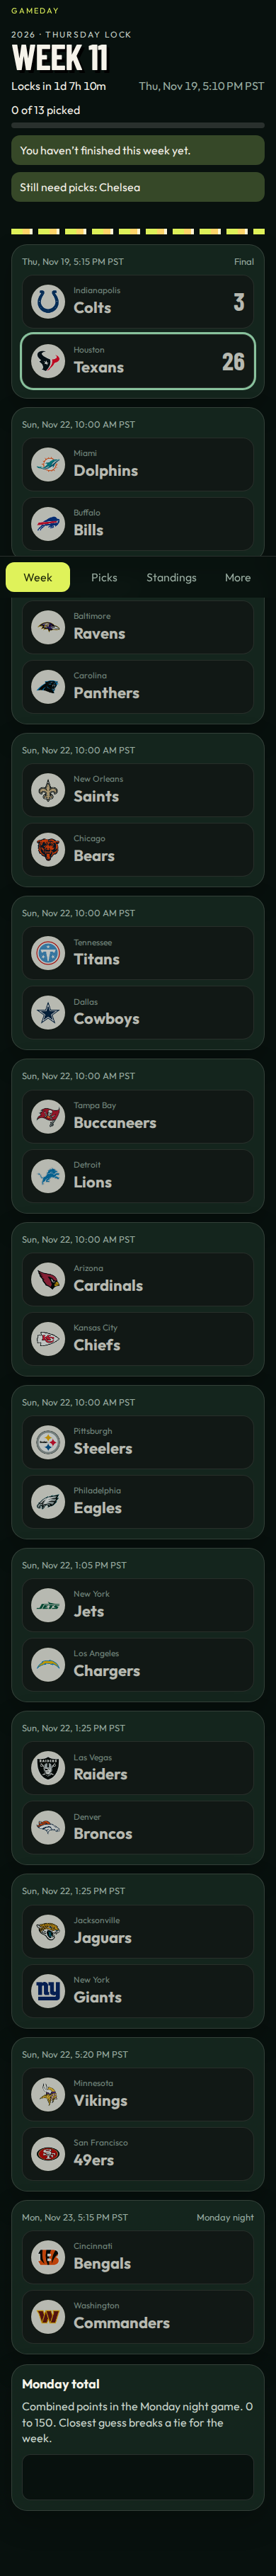 GAMEDAY
2026 · THURSDAY LOCK
WEEK 11
Locks in 1d 7h 10m
Thu, Nov 19, 5:10 PM PST
0 of 13 picked
You haven’t finished this week yet.
Still need picks: Chelsea
Thu, Nov 19, 5:15 PM PST
Final
Indianapolis
Colts
3
Houston
Texans
26
Sun, Nov 22, 10:00 AM PST
Miami
Dolphins
Buffalo
Bills
Week
Picks
Standings
More
Baltimore
Ravens
Carolina
Panthers
Sun, Nov 22, 10:00 AM PST
New Orleans
Saints
Chicago
Bears
Sun, Nov 22, 10:00 AM PST
Tennessee
Titans
Dallas
Cowboys
Sun, Nov 22, 10:00 AM PST
Tampa Bay
Buccaneers
Detroit
Lions
Sun, Nov 22, 10:00 AM PST
Arizona
Cardinals
Kansas City
Chiefs
Sun, Nov 22, 10:00 AM PST
Pittsburgh
Steelers
Philadelphia
Eagles
Sun, Nov 22, 1:05 PM PST
New York
JETS
Jets
Los Angeles
Chargers
Sun, Nov 22, 1:25 PM PST
Las Vegas
Raiders
Denver
Broncos
Sun, Nov 22, 1:25 PM PST
Jacksonville
Jaguars
New York
ny
Giants
Sun, Nov 22, 5:20 PM PST
Minnesota
Vikings
San Francisco
49ers
Mon, Nov 23, 5:15 PM PST
Monday night
Cincinnati
B
Bengals
Washington
W
Commanders
Monday total
Combined points in the Monday night game. 0
to 150. Closest guess breaks a tie for the
week.